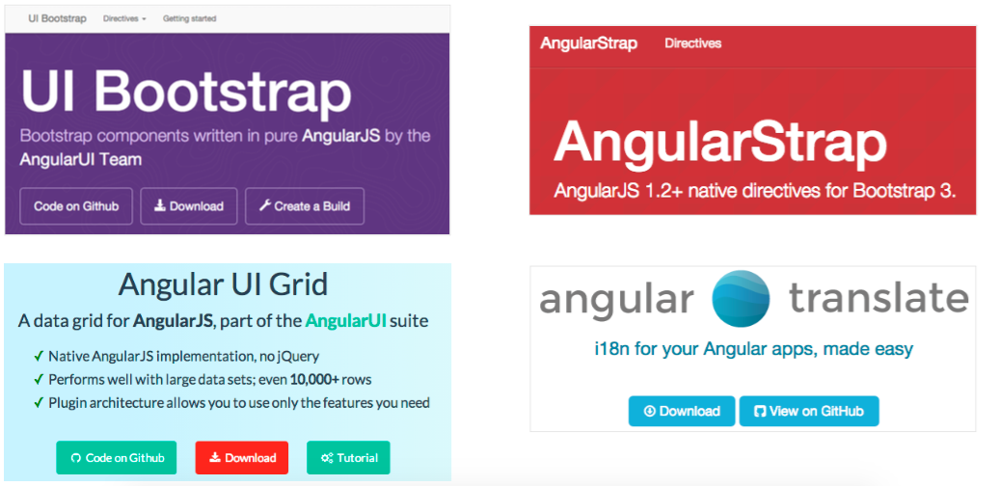 UI Bootstrap Directives Getting started
UI Bootstrap
Bootstrap components written in pure AngularJS by the
AngularUI Team
Code on Github Download Create a Build
AngularStrap Directives
AngularStrap
AngularJS 1.2+ native directives for Bootstrap 3.
Angular UI Grid
A data grid for AngularJS, part of the AngularUI suite
✓ Native AngularJS implementation, no jQuery
✓ Performs well with large data sets; even 10,000+ rows
✓ Plugin architecture allows you to use only the features you need
Code on Github Download Tutorial
angular translate
i18n for your Angular apps, made easy
Download View on GitHub